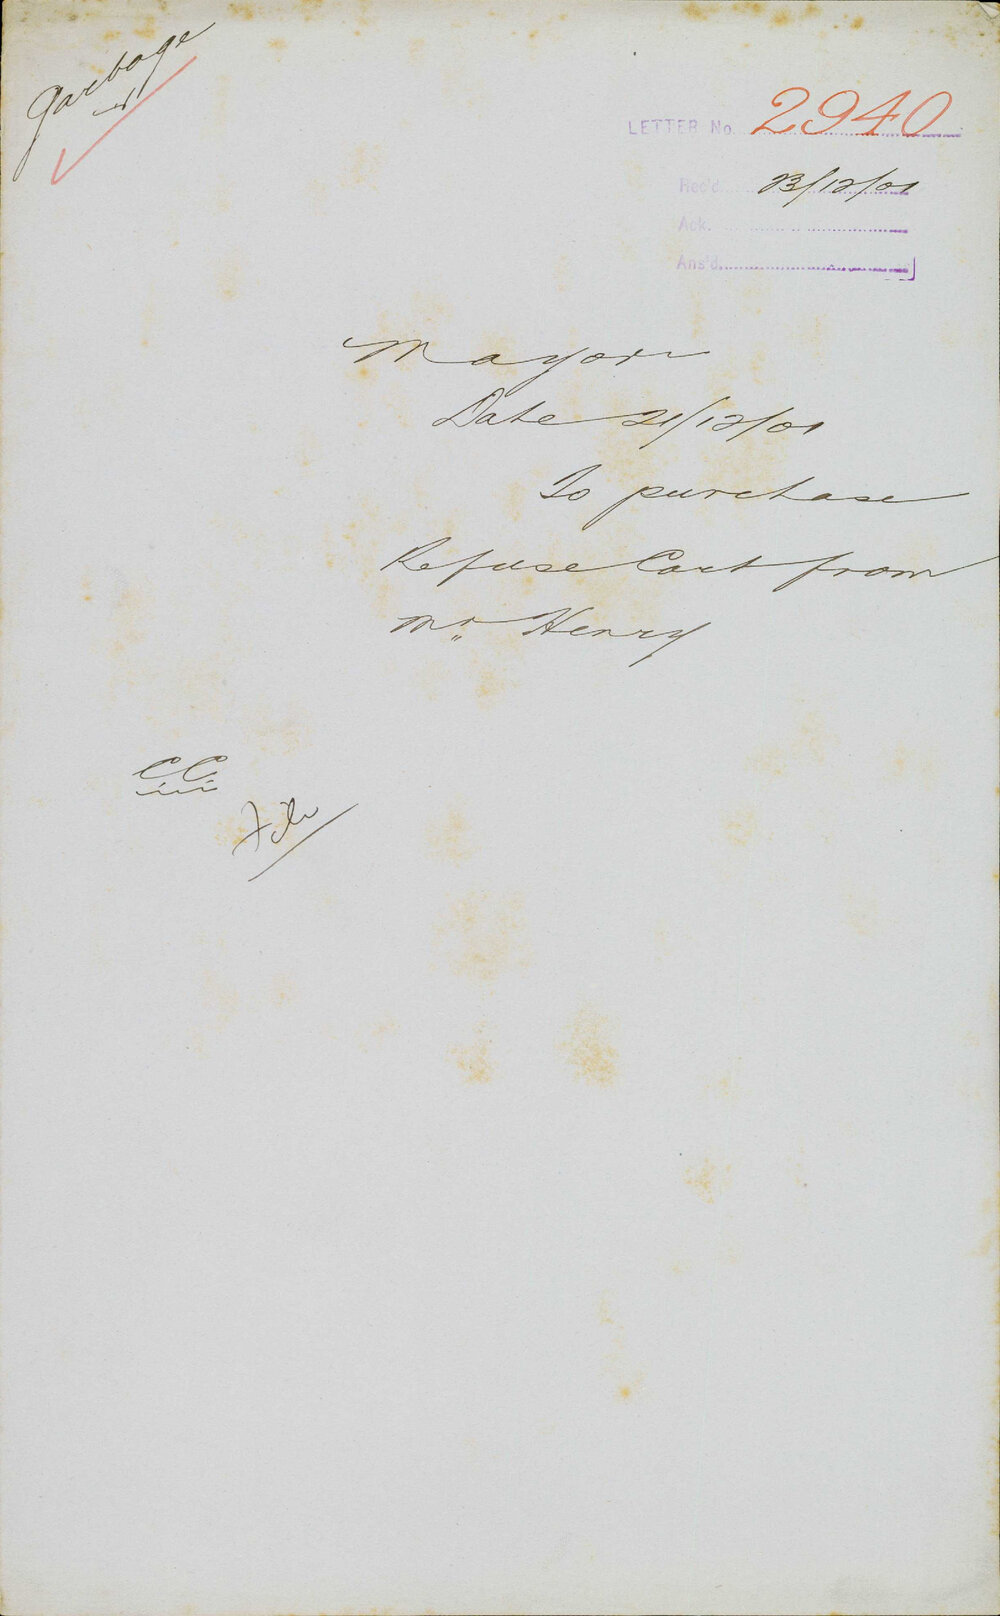 Garbage
LETTER No. 2940
Rec'd. 23/12/01
Ack.
Ans'd.
Mayor
Date 21/12/01
To purchase
Refuse Cart from
Mr Henry
CC
File